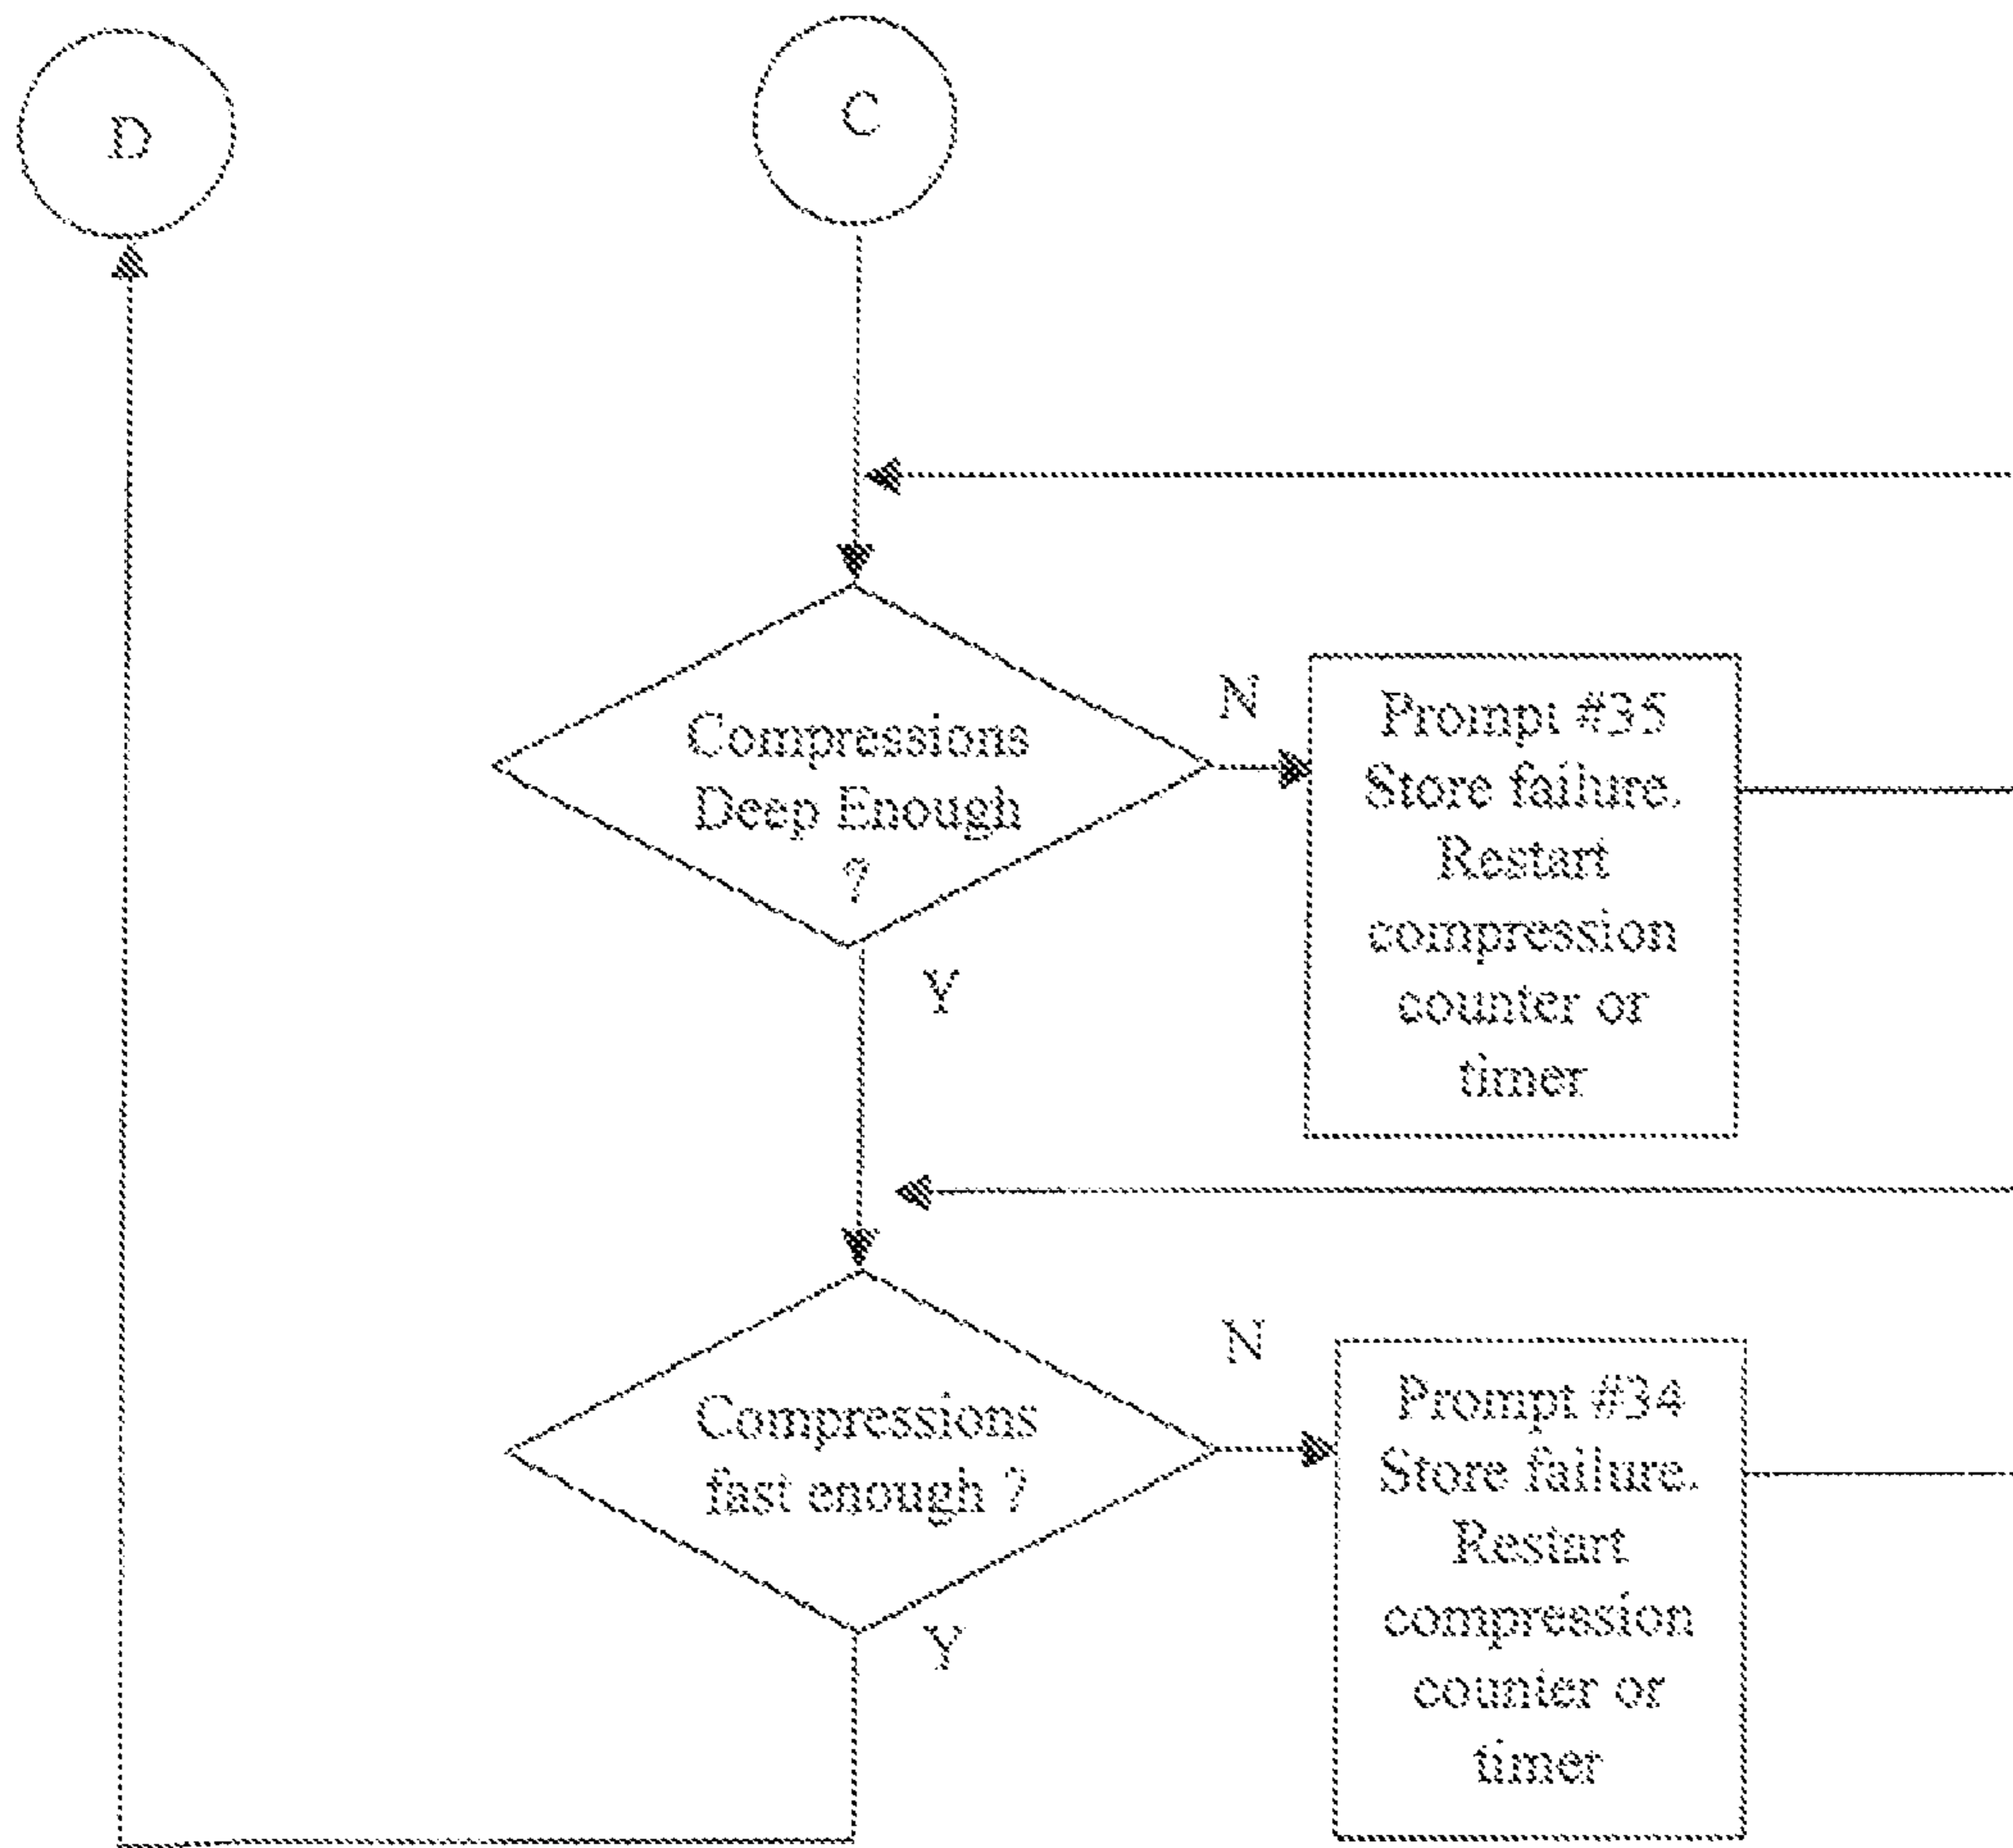 D
C
Compressions
Deep Enough
?
N
Prompt #35
Store failure.
Restart
compression
counter or
timer
Y
Compressions
fast enough ?
N
Prompt #34
Store failure.
Restart
compression
counter or
timer
Y